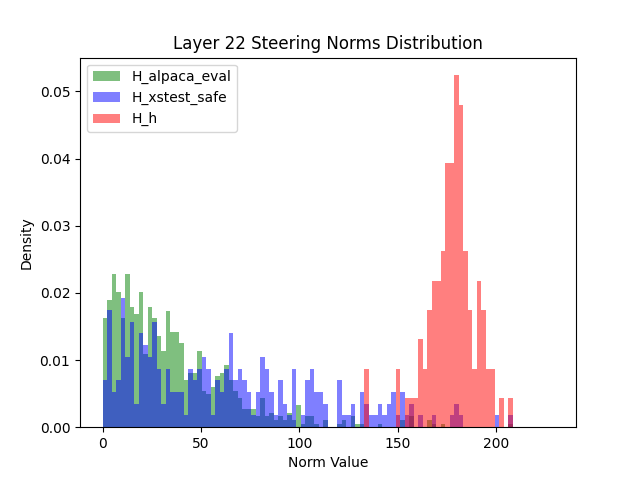 Layer 22 Steering Norms Distribution
H_alpaca_eval
H_xstest_safe
H_h
0.05
0.04
0.03
0.02
0.01
0.00
Density
0 50 100 150 200
Norm Value